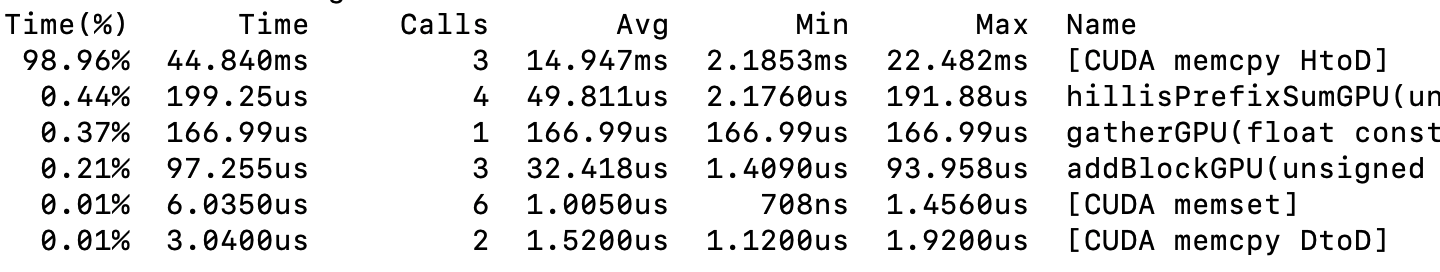 Time(%) Time Calls Avg Min Max Name
98.96% 44.840ms 3 14.947ms 2.1853ms 22.482ms [CUDA memcpy HtoD]
0.44% 199.25us 4 49.811us 2.1760us 191.88us hillisPrefixSumGPU(un
0.37% 166.99us 1 166.99us 166.99us 166.99us gatherGPU(float const
0.21% 97.255us 3 32.418us 1.4090us 93.958us addBlockGPU(unsigned
0.01% 6.0350us 6 1.0050us 708ns 1.4560us [CUDA memset]
0.01% 3.0400us 2 1.5200us 1.1200us 1.9200us [CUDA memcpy DtoD]